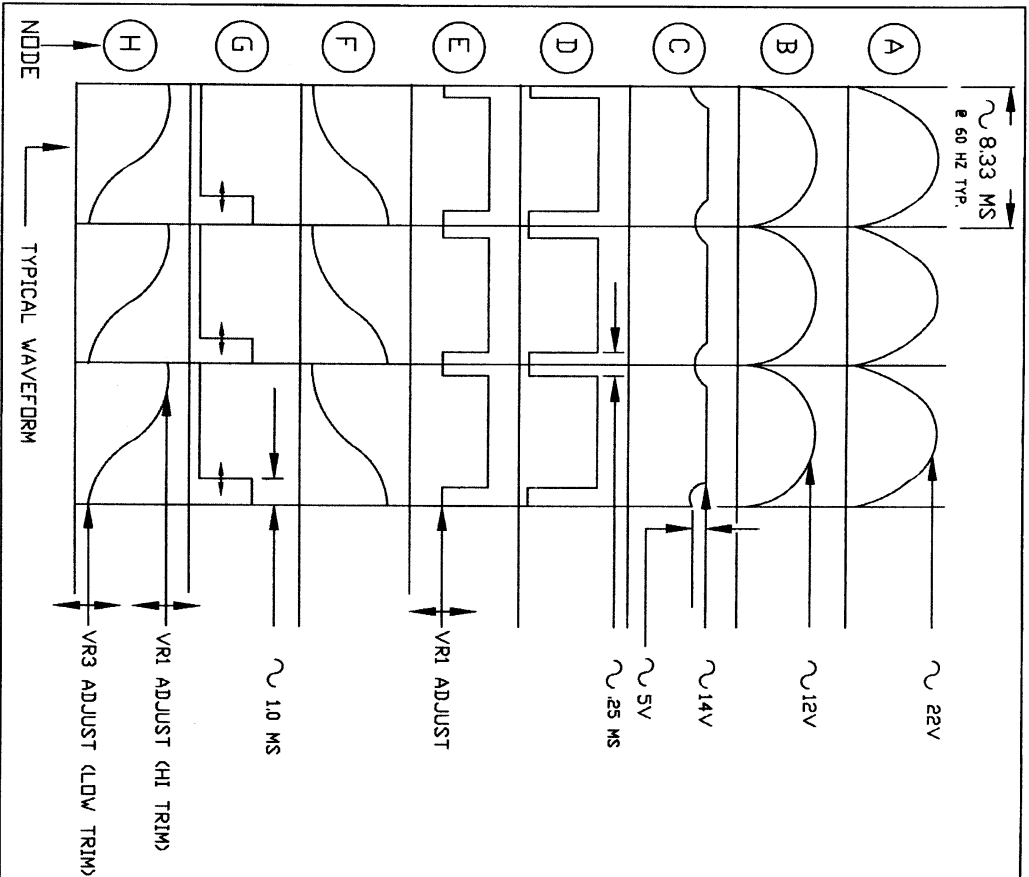 ~ 8.33 MS
@ 60 HZ TYP.
A
~ 22V
B
~ 12V
C
~ 14V
~ 5V
D
~ .25 MS
E
VR1 ADJUST
F
G
~ 1.0 MS
H
VR1 ADJUST (HI TRIM)
VR3 ADJUST (LOW TRIM)
NODE
TYPICAL WAVEFORM